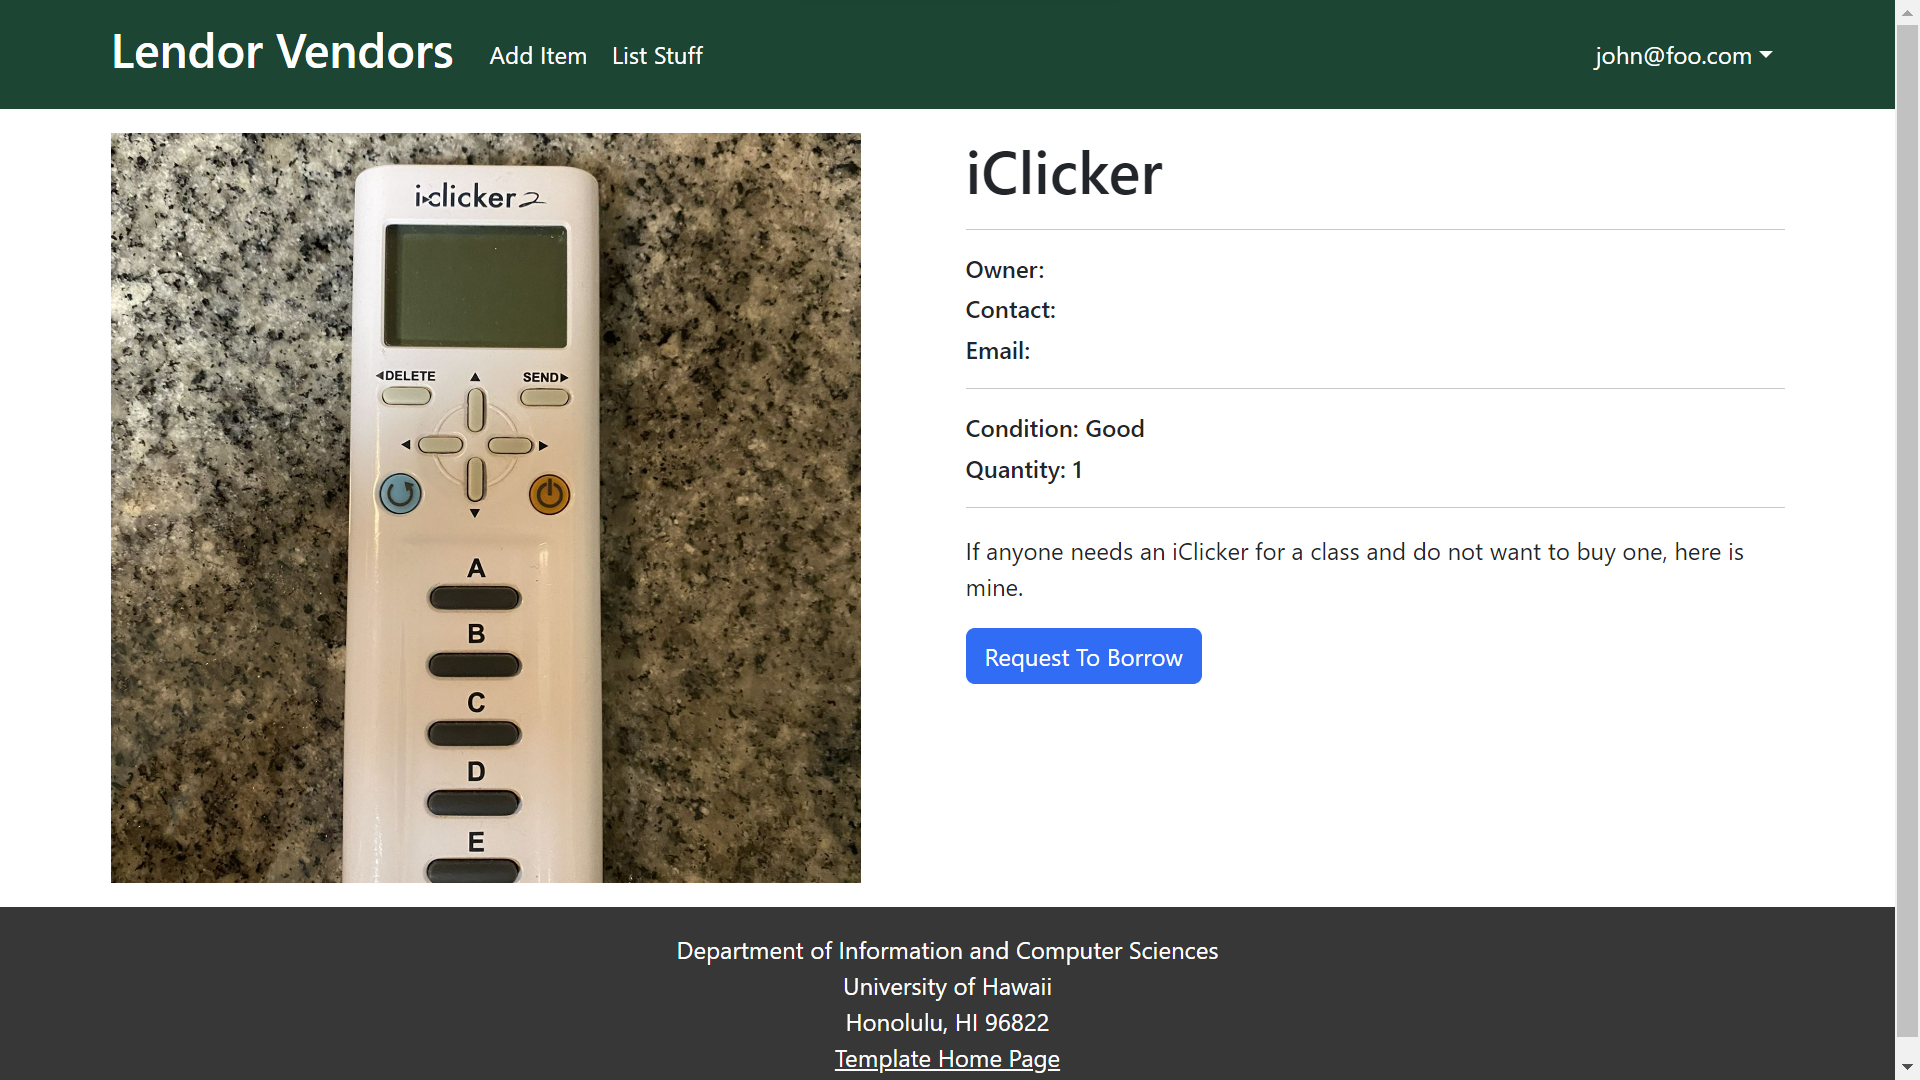 Lendor Vendors
Add Item
List Stuff
john@foo.com
i>clicker 2
DELETE
SEND
A
B
C
D
E
iClicker
Owner:
Contact:
Email:
Condition: Good
Quantity: 1
If anyone needs an iClicker for a class and do not want to buy one, here is
mine.
Request To Borrow
Department of Information and Computer Sciences
University of Hawaii
Honolulu, HI 96822
Template Home Page